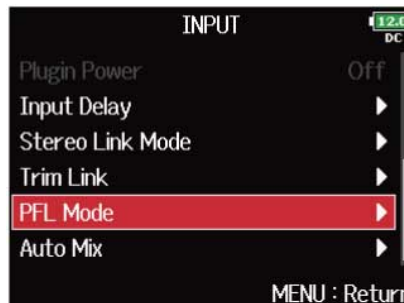 INPUT
12.0
DC
Plugin Power Off
Input Delay
Stereo Link Mode
Trim Link
PFL Mode
Auto Mix
MENU : Return